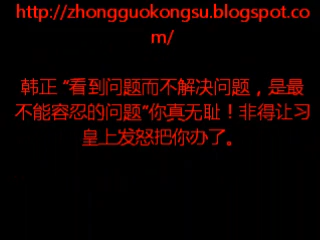 http://zhongguokongsu.blogspot.co
m/
韩正 “看到问题而不解决问题，是最
不能容忍的问题”你真无耻！非得让习
皇上发怒把你办了。